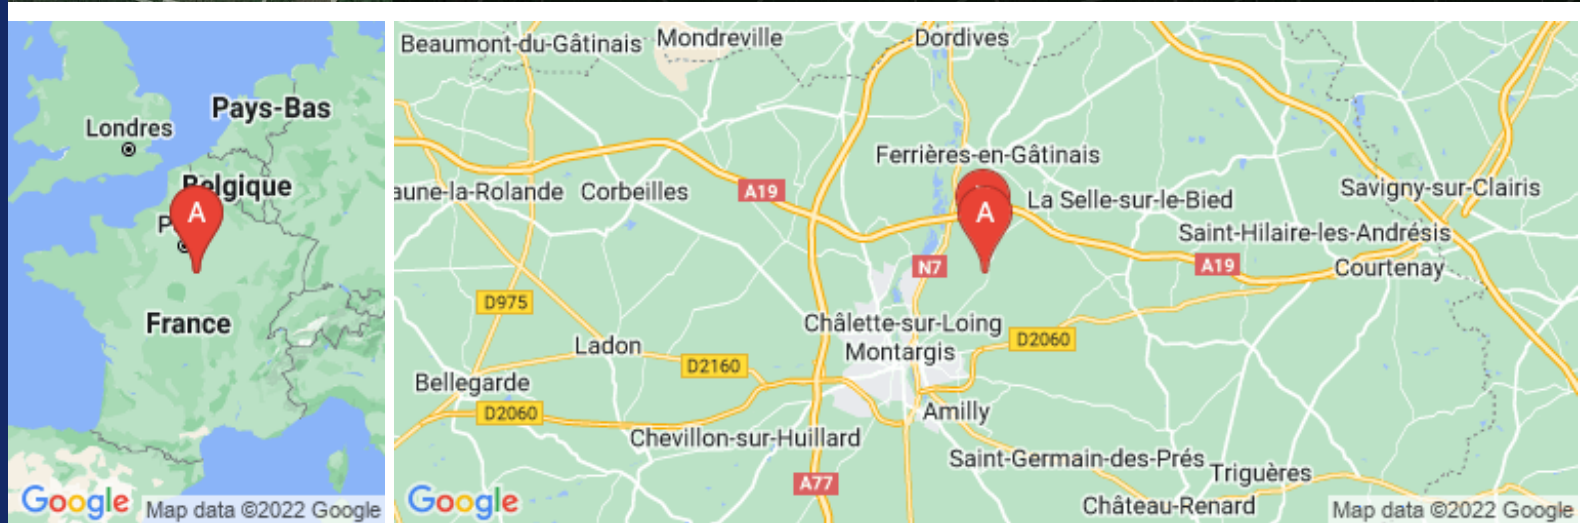 Pays-Bas
Londres
Belgique
A
P
France
Google
Map data ©2022 Google
Beaumont-du-Gâtinais
Mondreville
Dordives
Ferrières-en-Gâtinais
aune-la-Rolande
Corbeilles
A19
La Selle-sur-le-Bied
Savigny-sur-Clairis
A
Saint-Hilaire-les-Andrésis
N7
A19
Courtenay
D975
Châlette-sur-Loing
Ladon
Montargis
D2060
D2160
Bellegarde
D2060
Amilly
Chevillon-sur-Huillard
Saint-Germain-des-Prés
Triguères
A77
Château-Renard
Google
Map data ©2022 Google